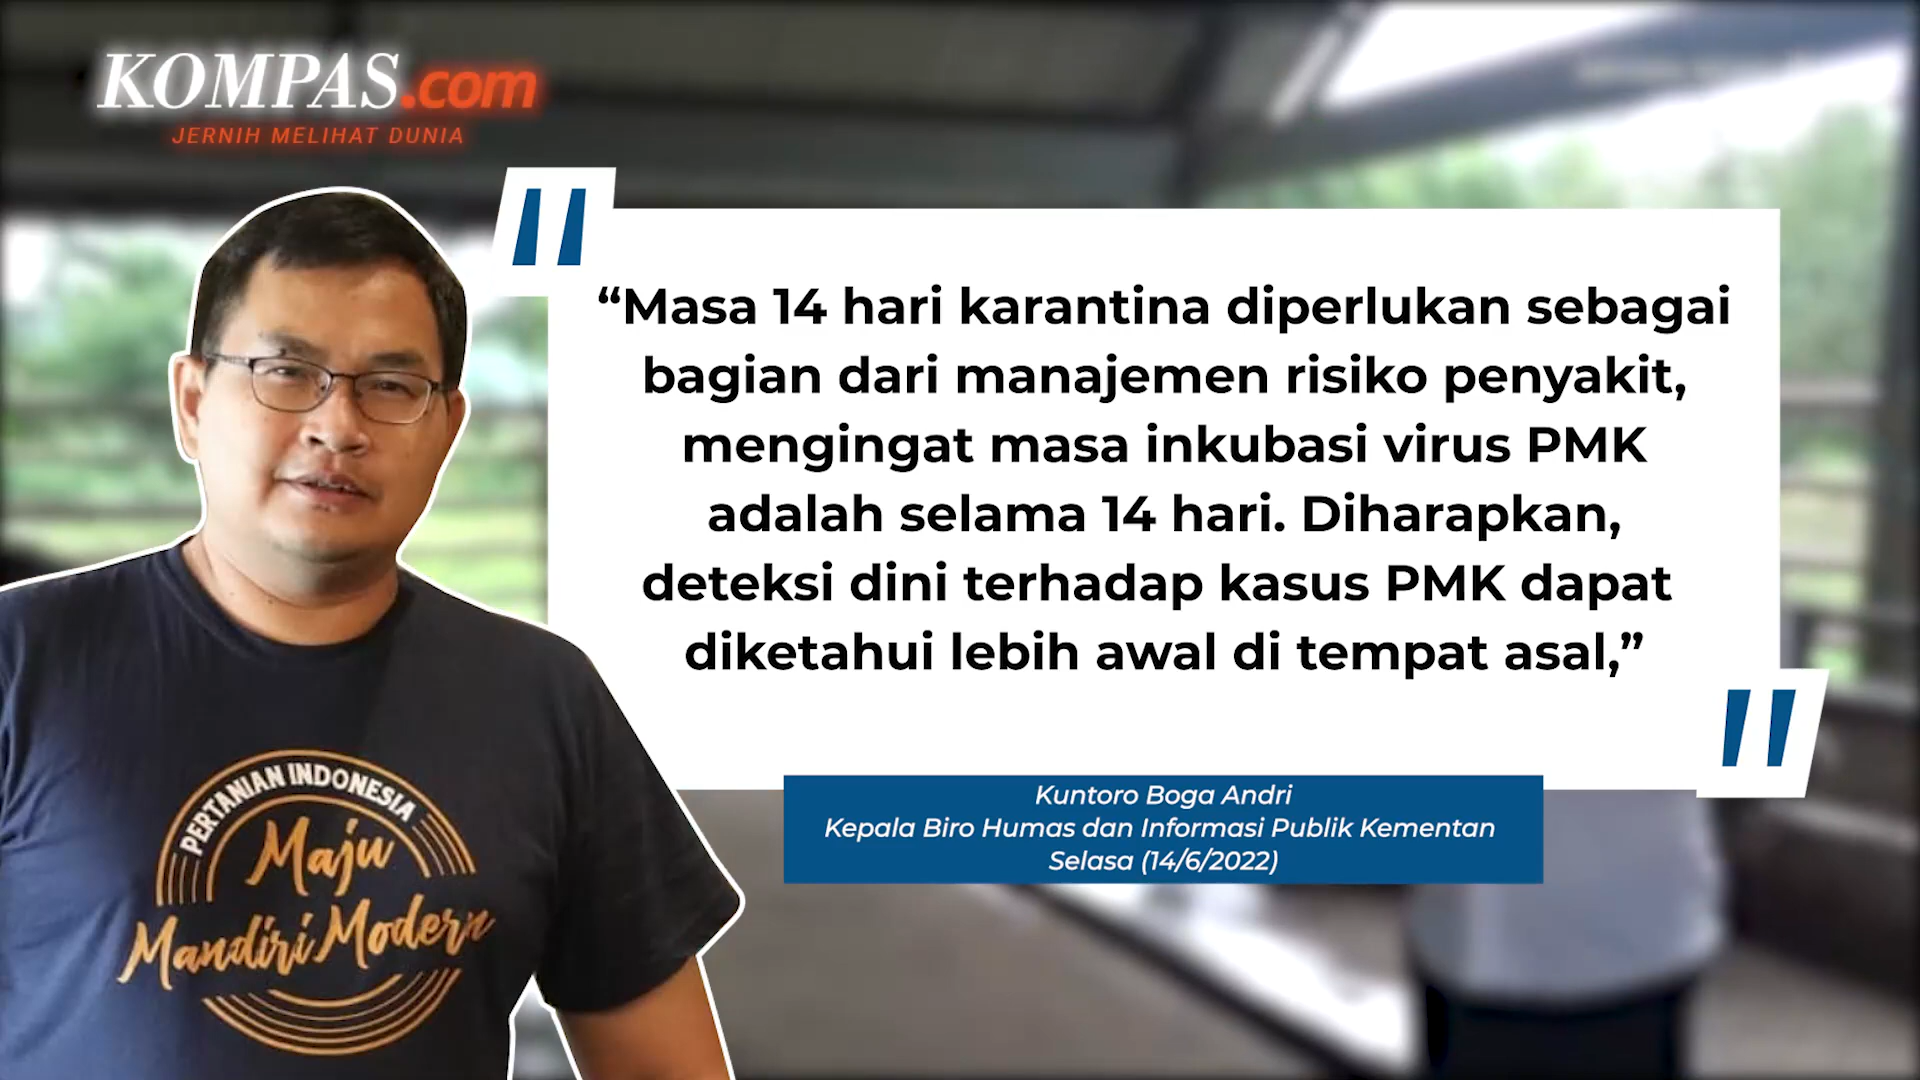 KOMPAS.com
JERNIH MELIHAT DUNIA
“Masa 14 hari karantina diperlukan sebagai
bagian dari manajemen risiko penyakit,
mengingat masa inkubasi virus PMK
adalah selama 14 hari. Diharapkan,
deteksi dini terhadap kasus PMK dapat
diketahui lebih awal di tempat asal,”
Kuntoro Boga Andri
Kepala Biro Humas dan Informasi Publik Kementan
Selasa (14/6/2022)
PERTANIAN INDONESIA
Maju
Mandiri Modern